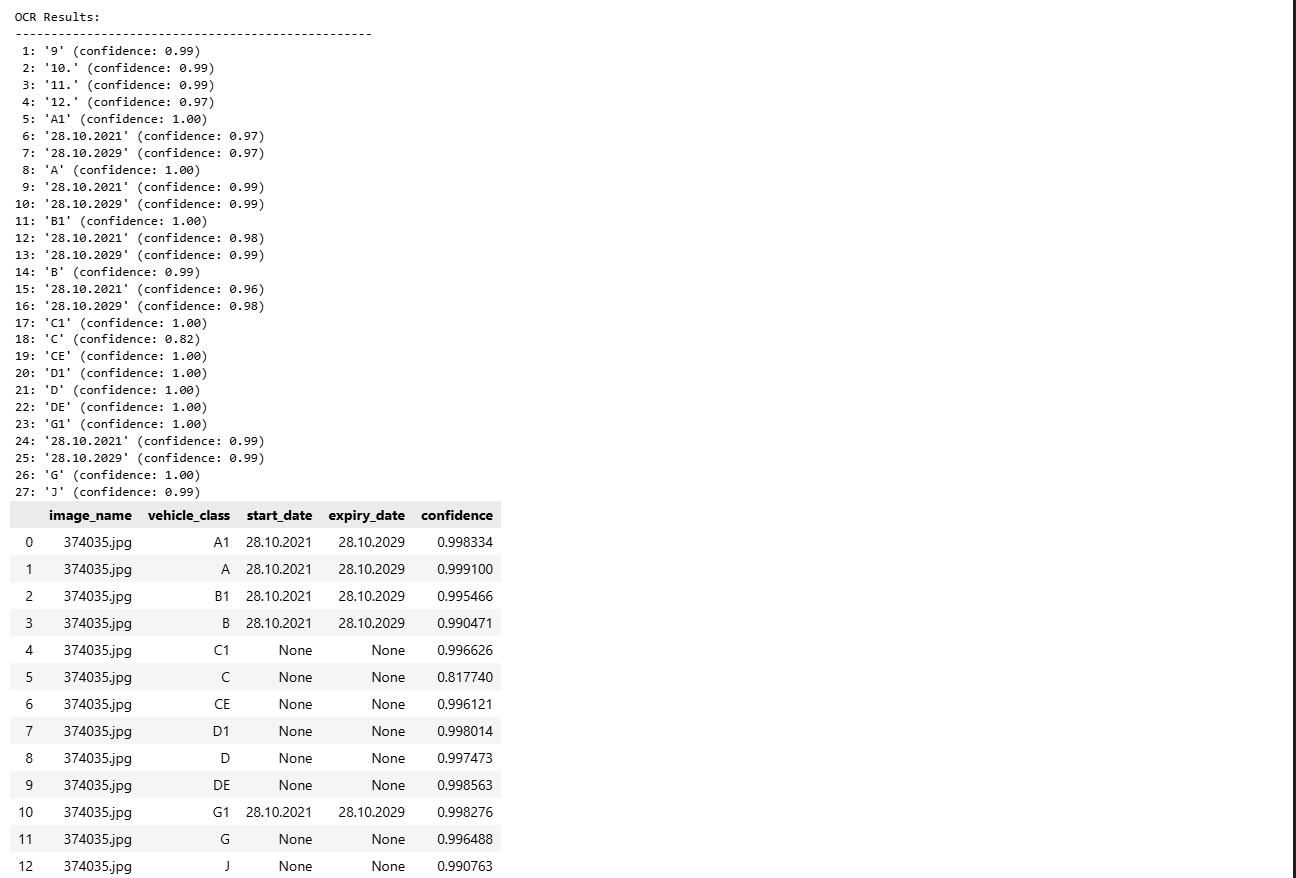 OCR Results:
--------------------------------------------------
1: '9' (confidence: 0.99)
2: '10.' (confidence: 0.99)
3: '11.' (confidence: 0.99)
4: '12.' (confidence: 0.97)
5: 'A1' (confidence: 1.00)
6: '28.10.2021' (confidence: 0.97)
7: '28.10.2029' (confidence: 0.97)
8: 'A' (confidence: 1.00)
9: '28.10.2021' (confidence: 0.99)
10: '28.10.2029' (confidence: 0.99)
11: 'B1' (confidence: 1.00)
12: '28.10.2021' (confidence: 0.98)
13: '28.10.2029' (confidence: 0.99)
14: 'B' (confidence: 0.99)
15: '28.10.2021' (confidence: 0.96)
16: '28.10.2029' (confidence: 0.98)
17: 'C1' (confidence: 1.00)
18: 'C' (confidence: 0.82)
19: 'CE' (confidence: 1.00)
20: 'D1' (confidence: 1.00)
21: 'D' (confidence: 1.00)
22: 'DE' (confidence: 1.00)
23: 'G1' (confidence: 1.00)
24: '28.10.2021' (confidence: 0.99)
25: '28.10.2029' (confidence: 0.99)
26: 'G' (confidence: 1.00)
27: 'J' (confidence: 0.99)
image_name vehicle_class start_date expiry_date confidence
0 374035.jpg A1 28.10.2021 28.10.2029 0.998334
1 374035.jpg A 28.10.2021 28.10.2029 0.999100
2 374035.jpg B1 28.10.2021 28.10.2029 0.995466
3 374035.jpg B 28.10.2021 28.10.2029 0.990471
4 374035.jpg C1 None None 0.996626
5 374035.jpg C None None 0.817740
6 374035.jpg CE None None 0.996121
7 374035.jpg D1 None None 0.998014
8 374035.jpg D None None 0.997473
9 374035.jpg DE None None 0.998563
10 374035.jpg G1 28.10.2021 28.10.2029 0.998276
11 374035.jpg G None None 0.996488
12 374035.jpg J None None 0.990763